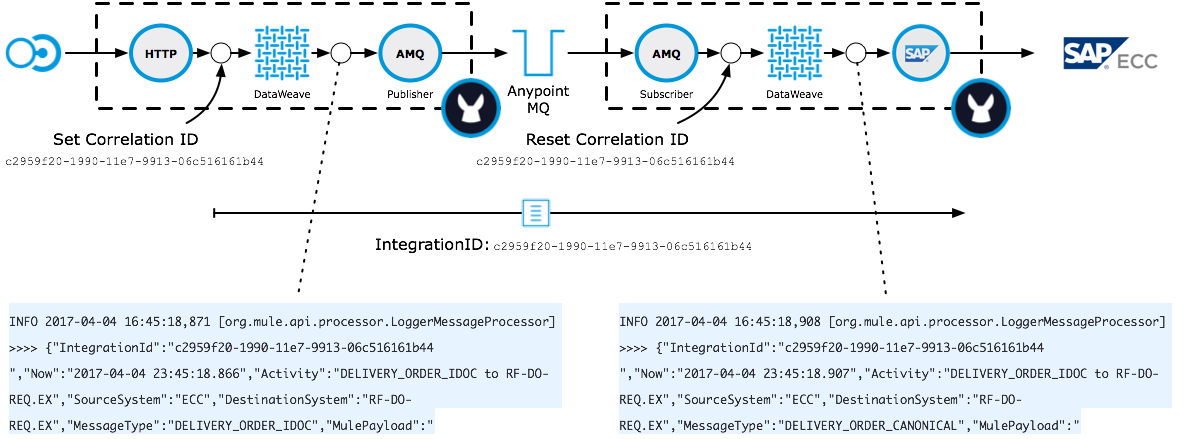 HTTP
AMQ
AMQ
SAP
SAP ECC
DataWeave
Publisher
Anypoint
MQ
Subscriber
DataWeave
Set Correlation ID
c2959f20-1990-11e7-9913-06c516161b44
Reset Correlation ID
c2959f20-1990-11e7-9913-06c516161b44
IntegrationID: c2959f20-1990-11e7-9913-06c516161b44
INFO 2017-04-04 16:45:18,871 [org.mule.api.processor.LoggerMessageProcessor]
>>>> {"IntegrationId":"c2959f20-1990-11e7-9913-06c516161b44
","Now":"2017-04-04 23:45:18.866","Activity":"DELIVERY_ORDER_IDOC to RF-DO-
REQ.EX","SourceSystem":"ECC","DestinationSystem":"RF-DO-
REQ.EX","MessageType":"DELIVERY_ORDER_IDOC","MulePayload":"
INFO 2017-04-04 16:45:18,908 [org.mule.api.processor.LoggerMessageProcessor]
>>>> {"IntegrationId":"c2959f20-1990-11e7-9913-06c516161b44
","Now":"2017-04-04 23:45:18.907","Activity":"DELIVERY_ORDER_IDOC to RF-DO-
REQ.EX","SourceSystem":"ECC","DestinationSystem":"RF-DO-
REQ.EX","MessageType":"DELIVERY_ORDER_CANONICAL","MulePayload":"